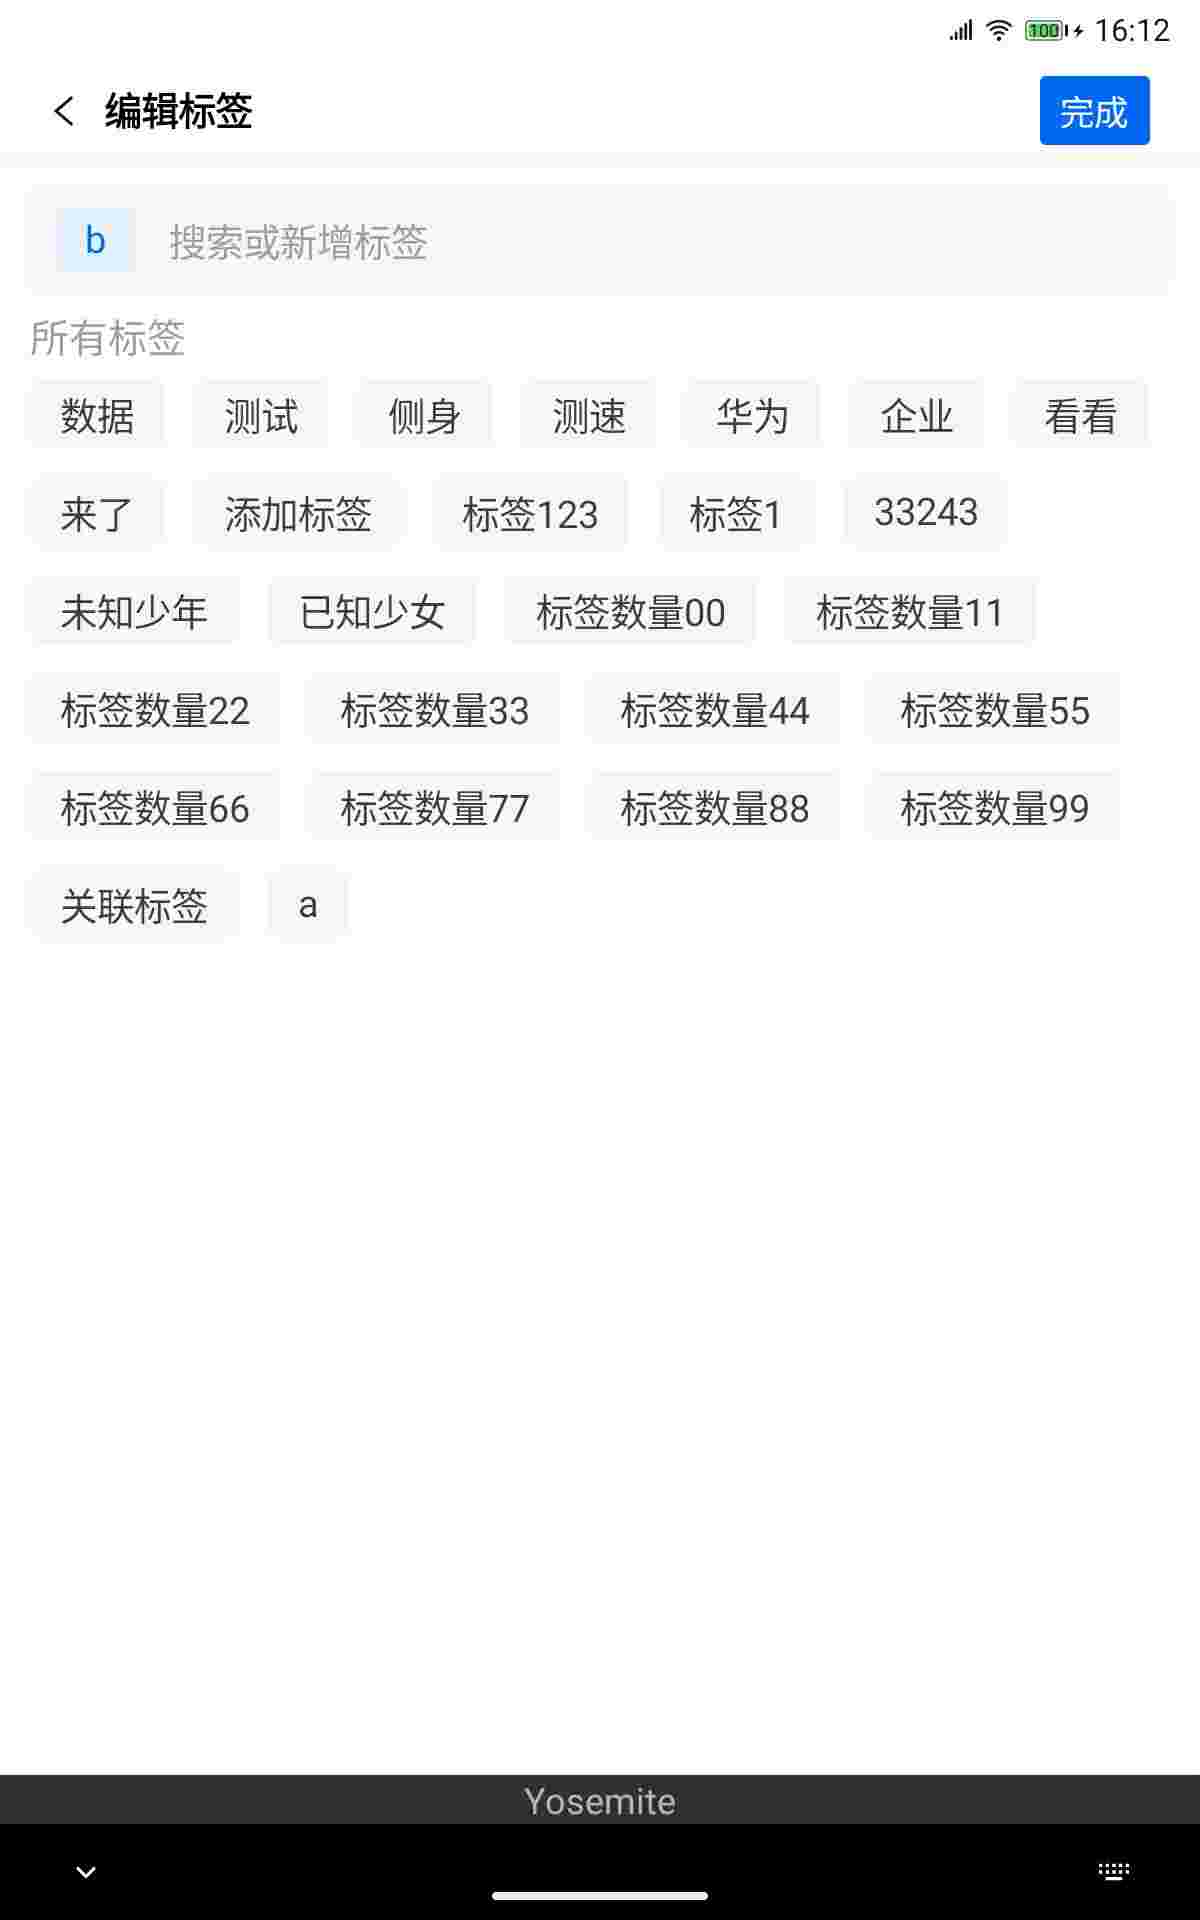 100 16:12
编辑标签 完成
b 搜索或新增标签
所有标签
数据 测试 侧身 测速 华为 企业 看看
来了 添加标签 标签123 标签1 33243
未知少年 已知少女 标签数量00 标签数量11
标签数量22 标签数量33 标签数量44 标签数量55
标签数量66 标签数量77 标签数量88 标签数量99
关联标签 a
Yosemite